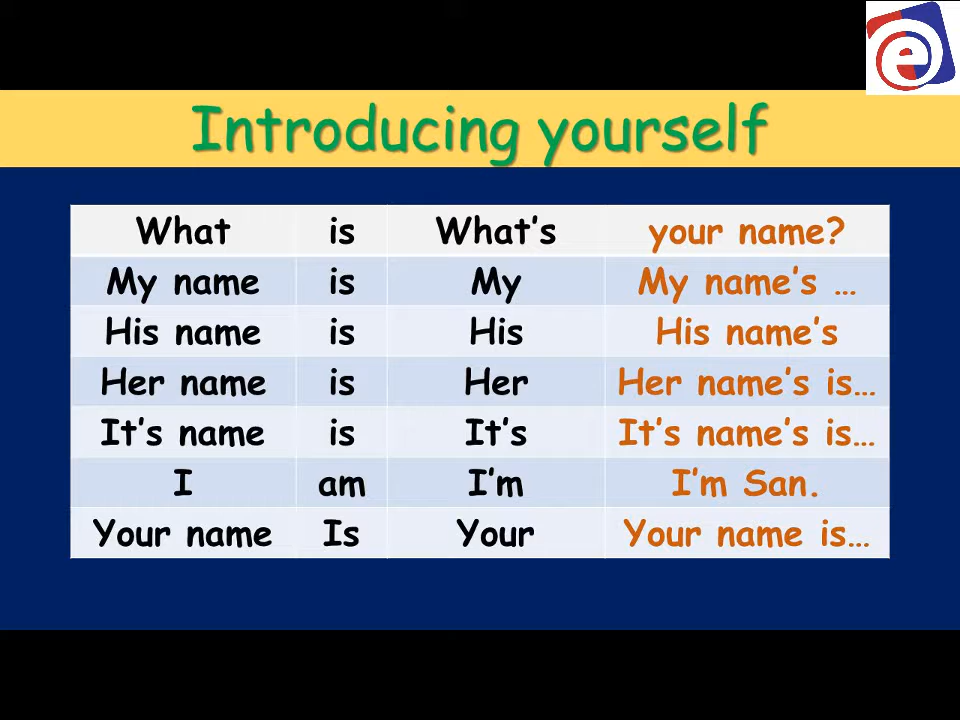 Introducing yourself
What is What's your name?
My name is My My name's ...
His name is His His name's
Her name is Her Her name's is...
It's name is It's It's name's is...
I am I'm I'm San.
Your name Is Your Your name is...